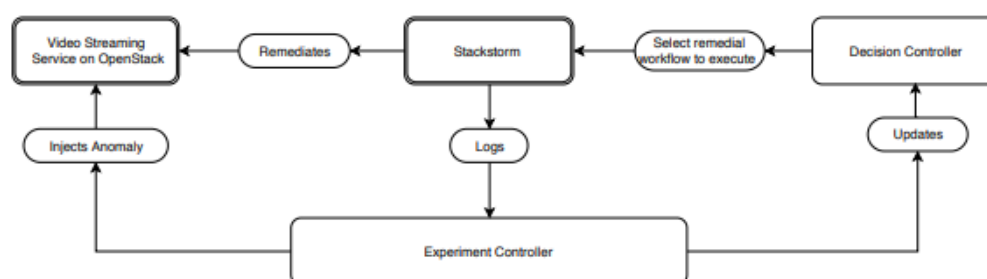 Video Streaming
Service on OpenStack
Remediates
Stackstorm
Select remedial
workflow to execute
Decision Controller
Injects Anomaly
Logs
Updates
Experiment Controller